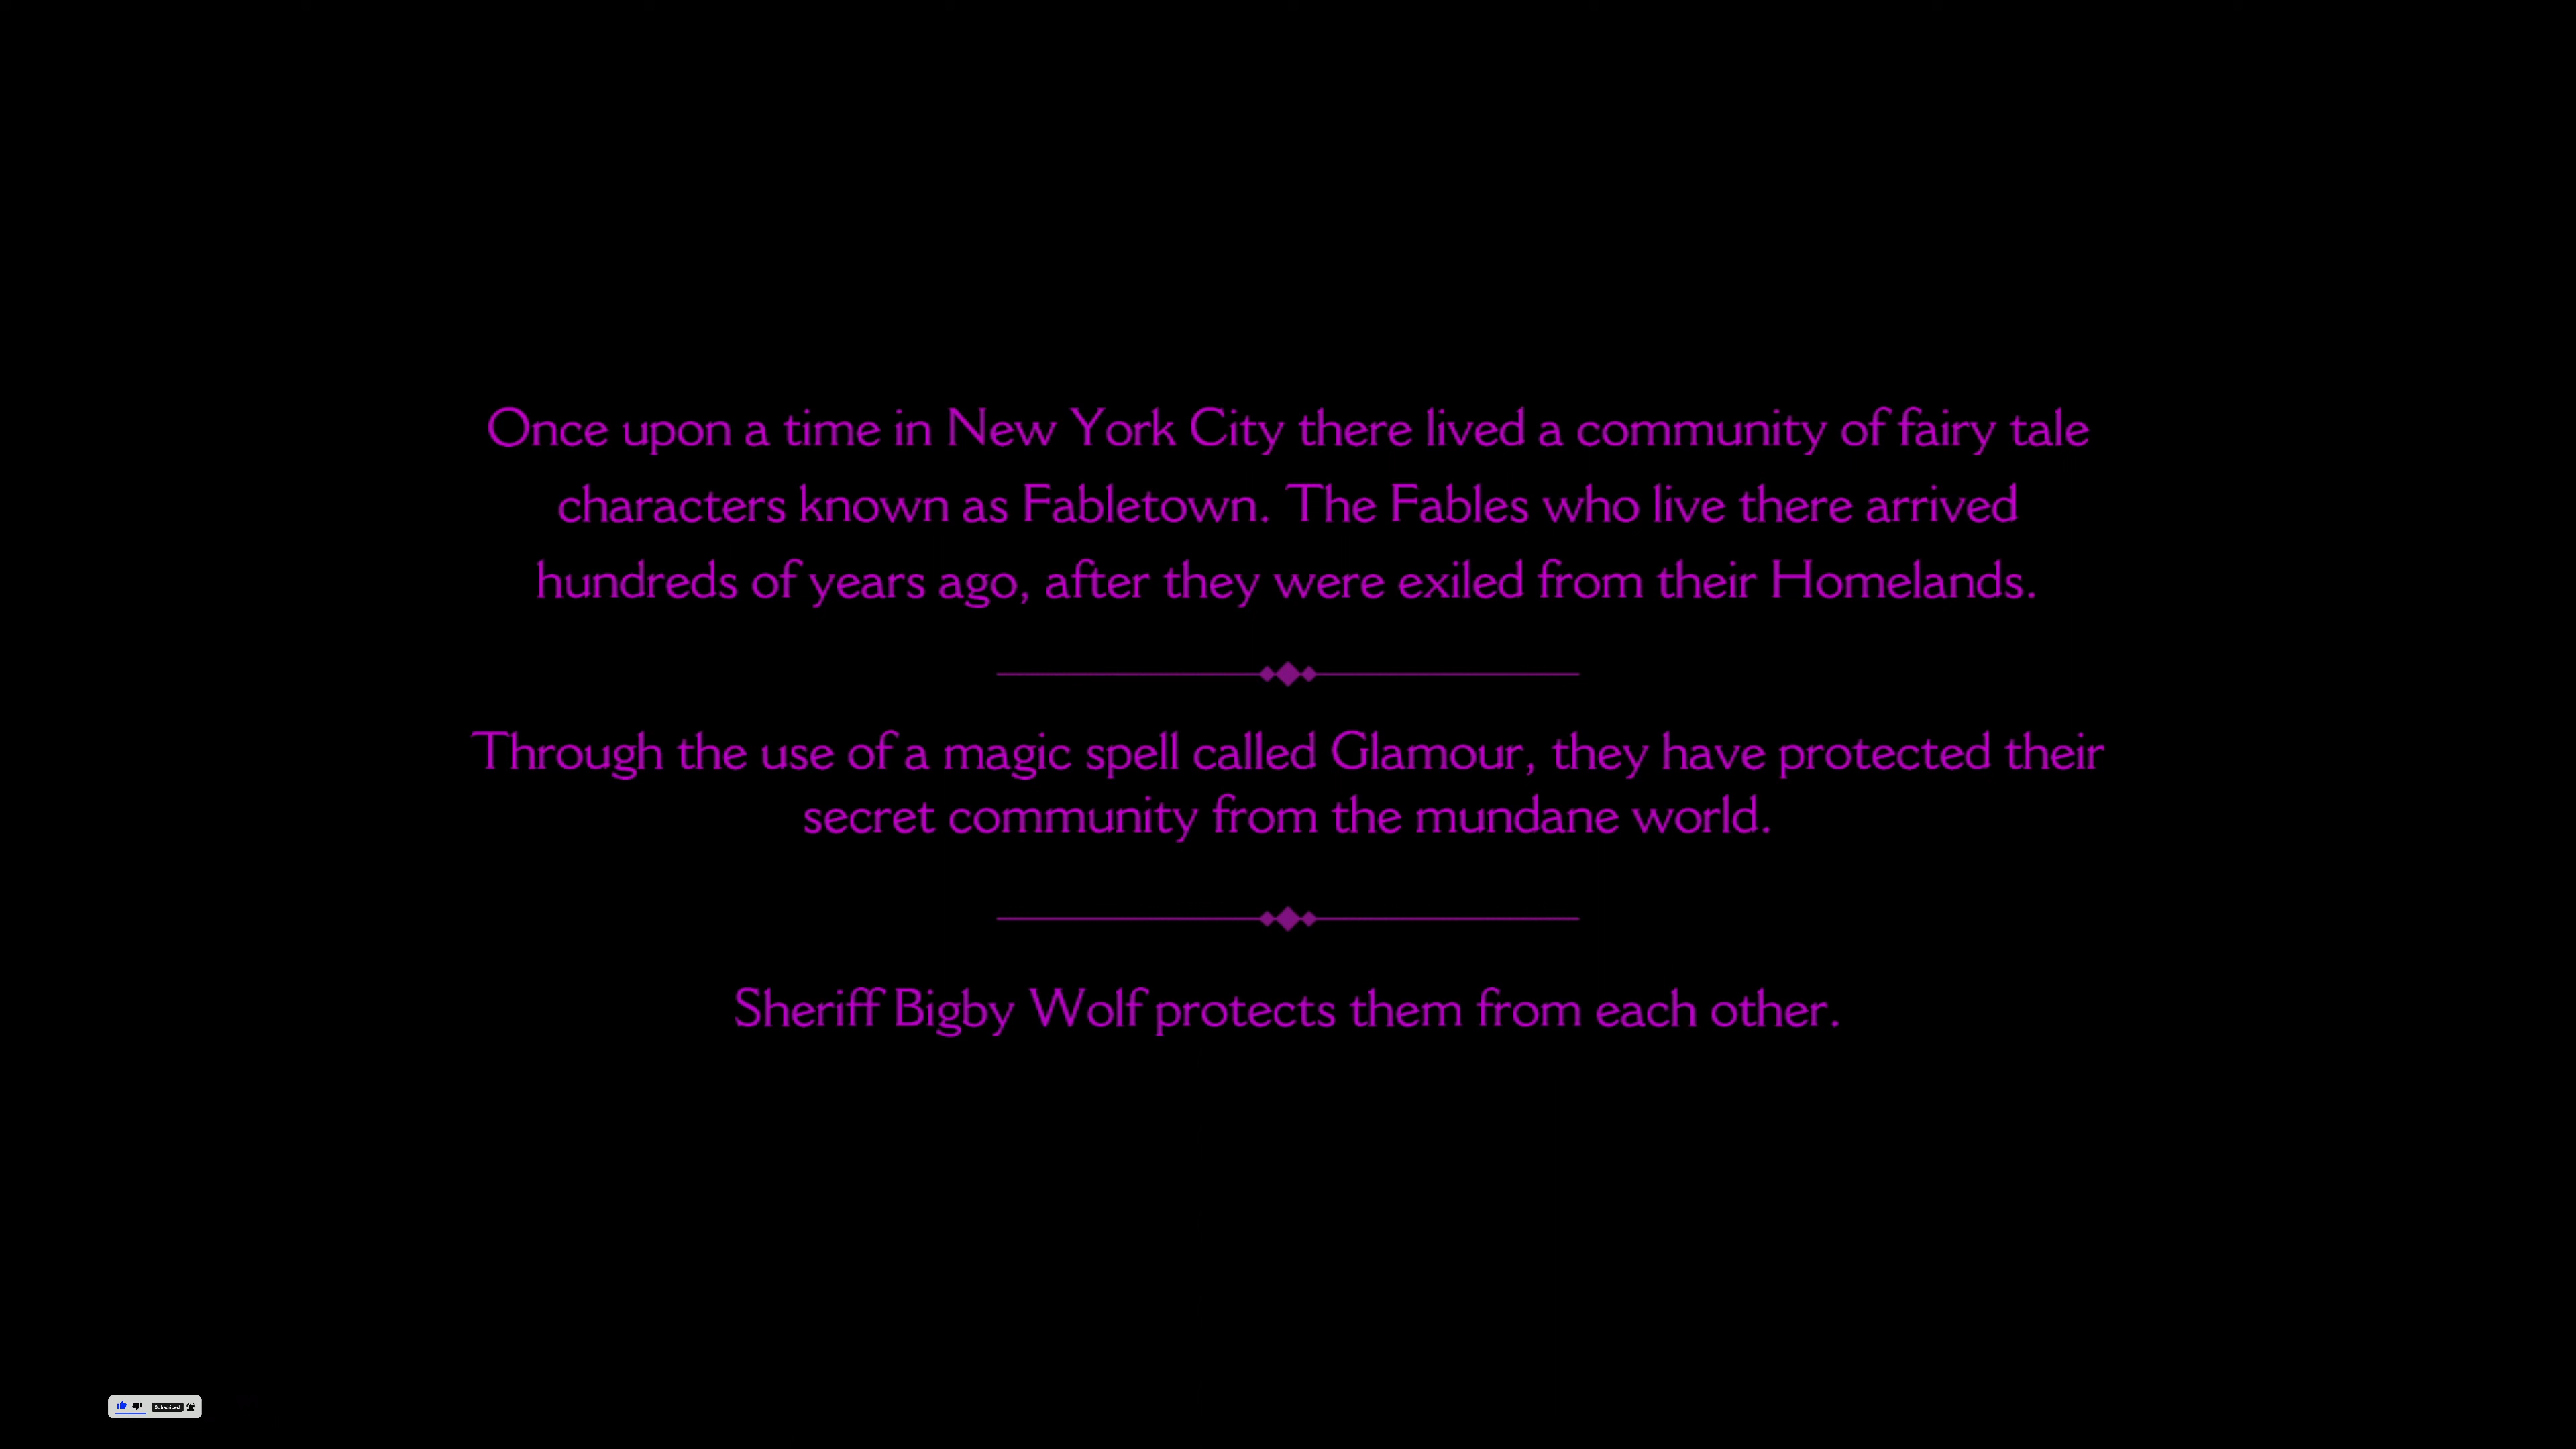 Once upon a time in New York City there lived a community of fairy tale
characters known as Fabletown. The Fables who live there arrived
hundreds of years ago, after they were exiled from their Homelands.
Through the use of a magic spell called Glamour, they have protected their
secret community from the mundane world.
Sheriff Bigby Wolf protects them from each other.
Subscribed